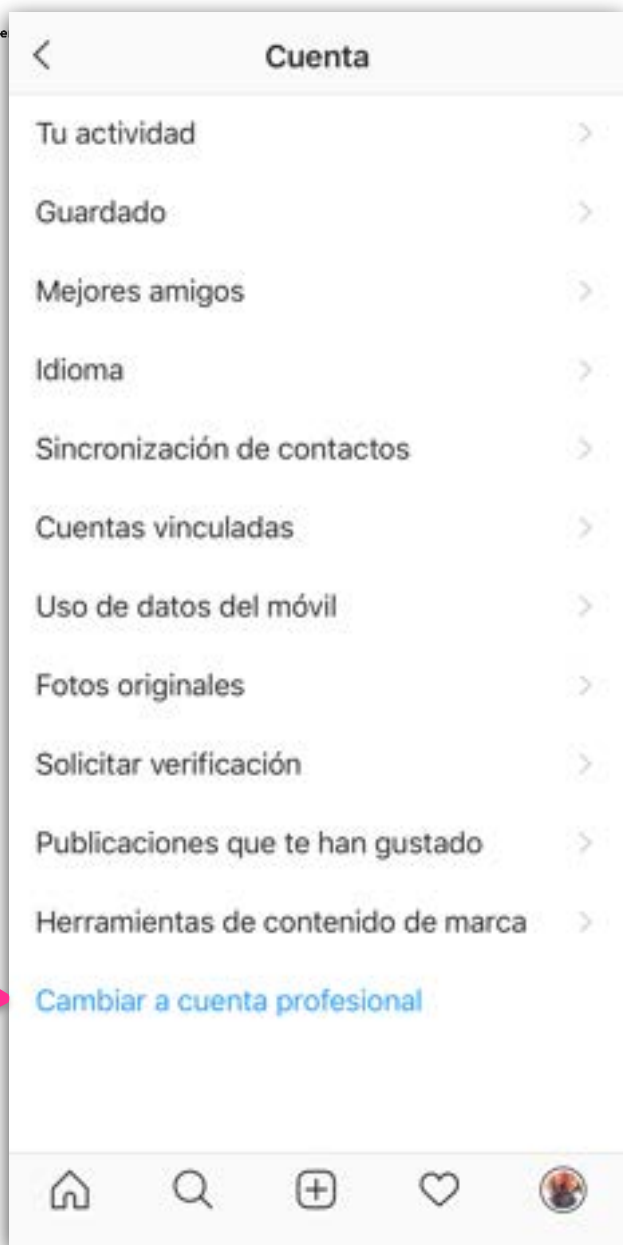 Cuenta
Tu actividad
Guardado
Mejores amigos
Idioma
Sincronización de contactos
Cuentas vinculadas
Uso de datos del móvil
Fotos originales
Solicitar verificación
Publicaciones que te han gustado
Herramientas de contenido de marca
Cambiar a cuenta profesional